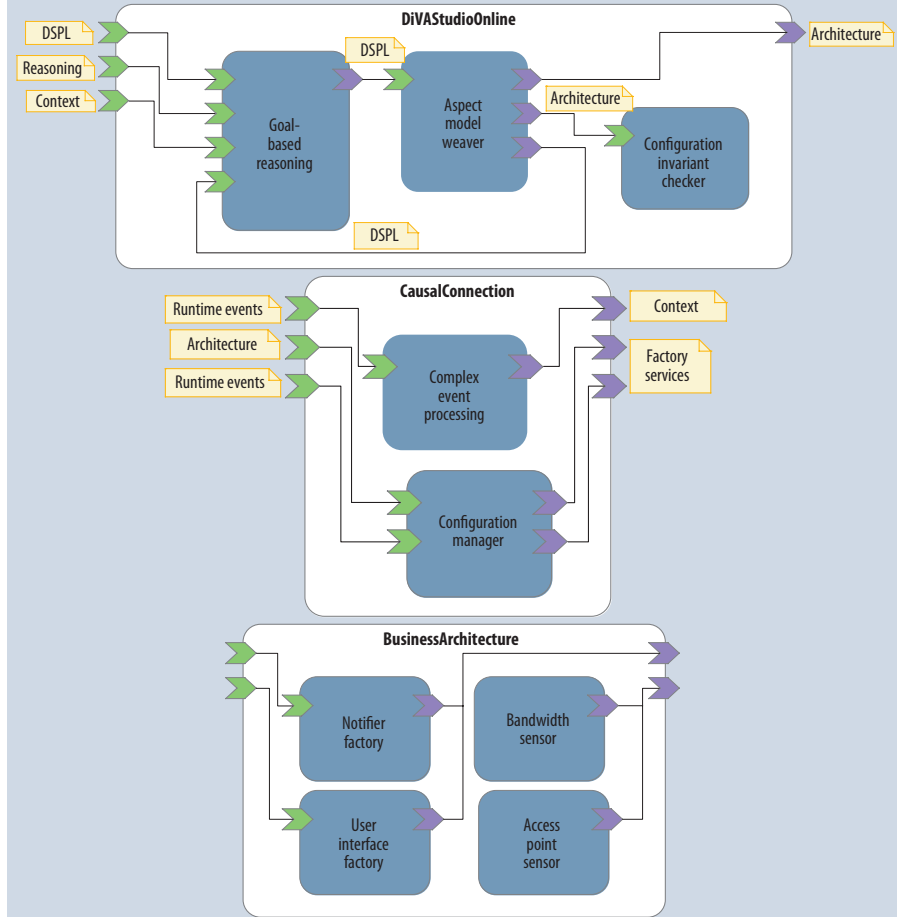 DiVAStudioOnline
DSPL
Reasoning
Context
DSPL
Architecture
Architecture
Goal-
based
reasoning
Aspect
model
weaver
Configuration
invariant
checker
DSPL
CausalConnection
Runtime events
Architecture
Runtime events
Context
Factory
services
Complex
event
processing
Configuration
manager
BusinessArchitecture
Notifier
factory
Bandwidth
sensor
User
interface
factory
Access
point
sensor